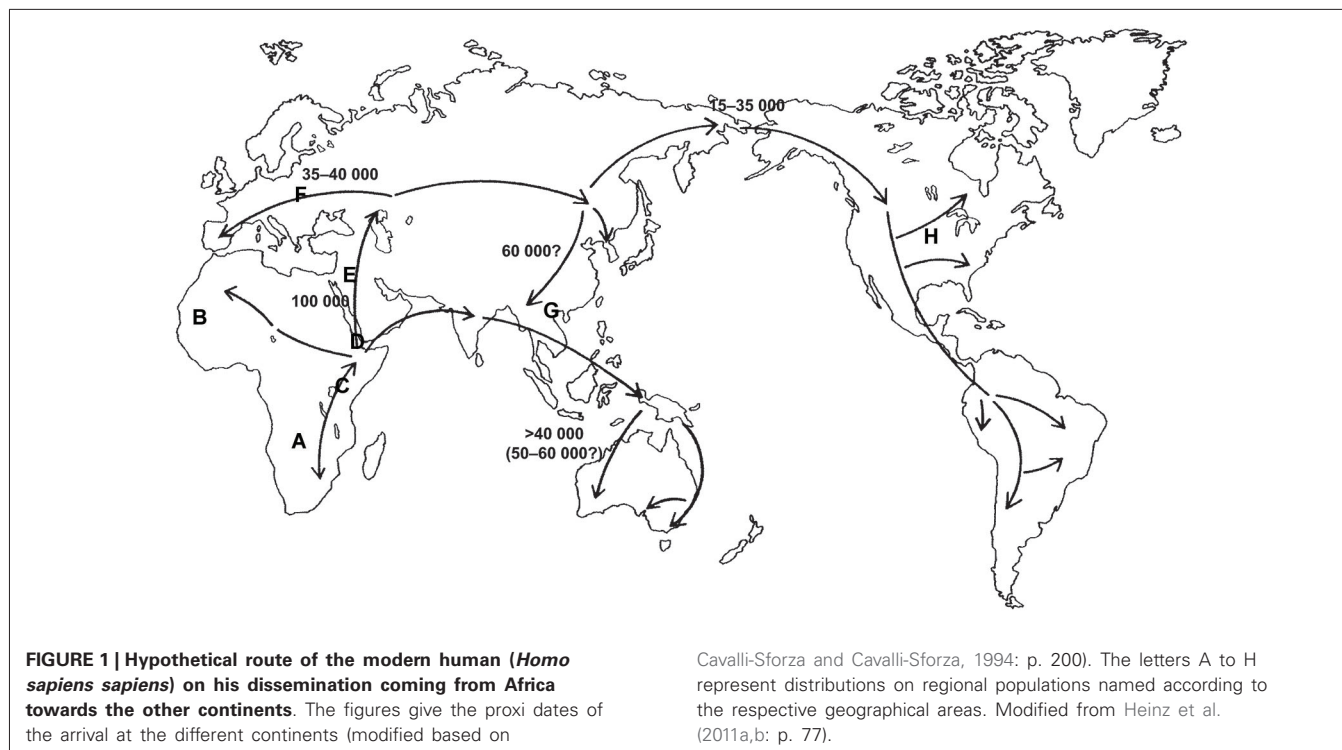 15–35 000
35–40 000
F
60 000?
H
E
100 000
B
G
D
C
A
>40 000
(50–60 000?)
FIGURE 1 | Hypothetical route of the modern human (Homo
sapiens sapiens) on his dissemination coming from Africa
towards the other continents. The figures give the proxi dates of
the arrival at the different continents (modified based on
Cavalli-Sforza and Cavalli-Sforza, 1994: p. 200). The letters A to H
represent distributions on regional populations named according to
the respective geographical areas. Modified from Heinz et al.
(2011a,b: p. 77).